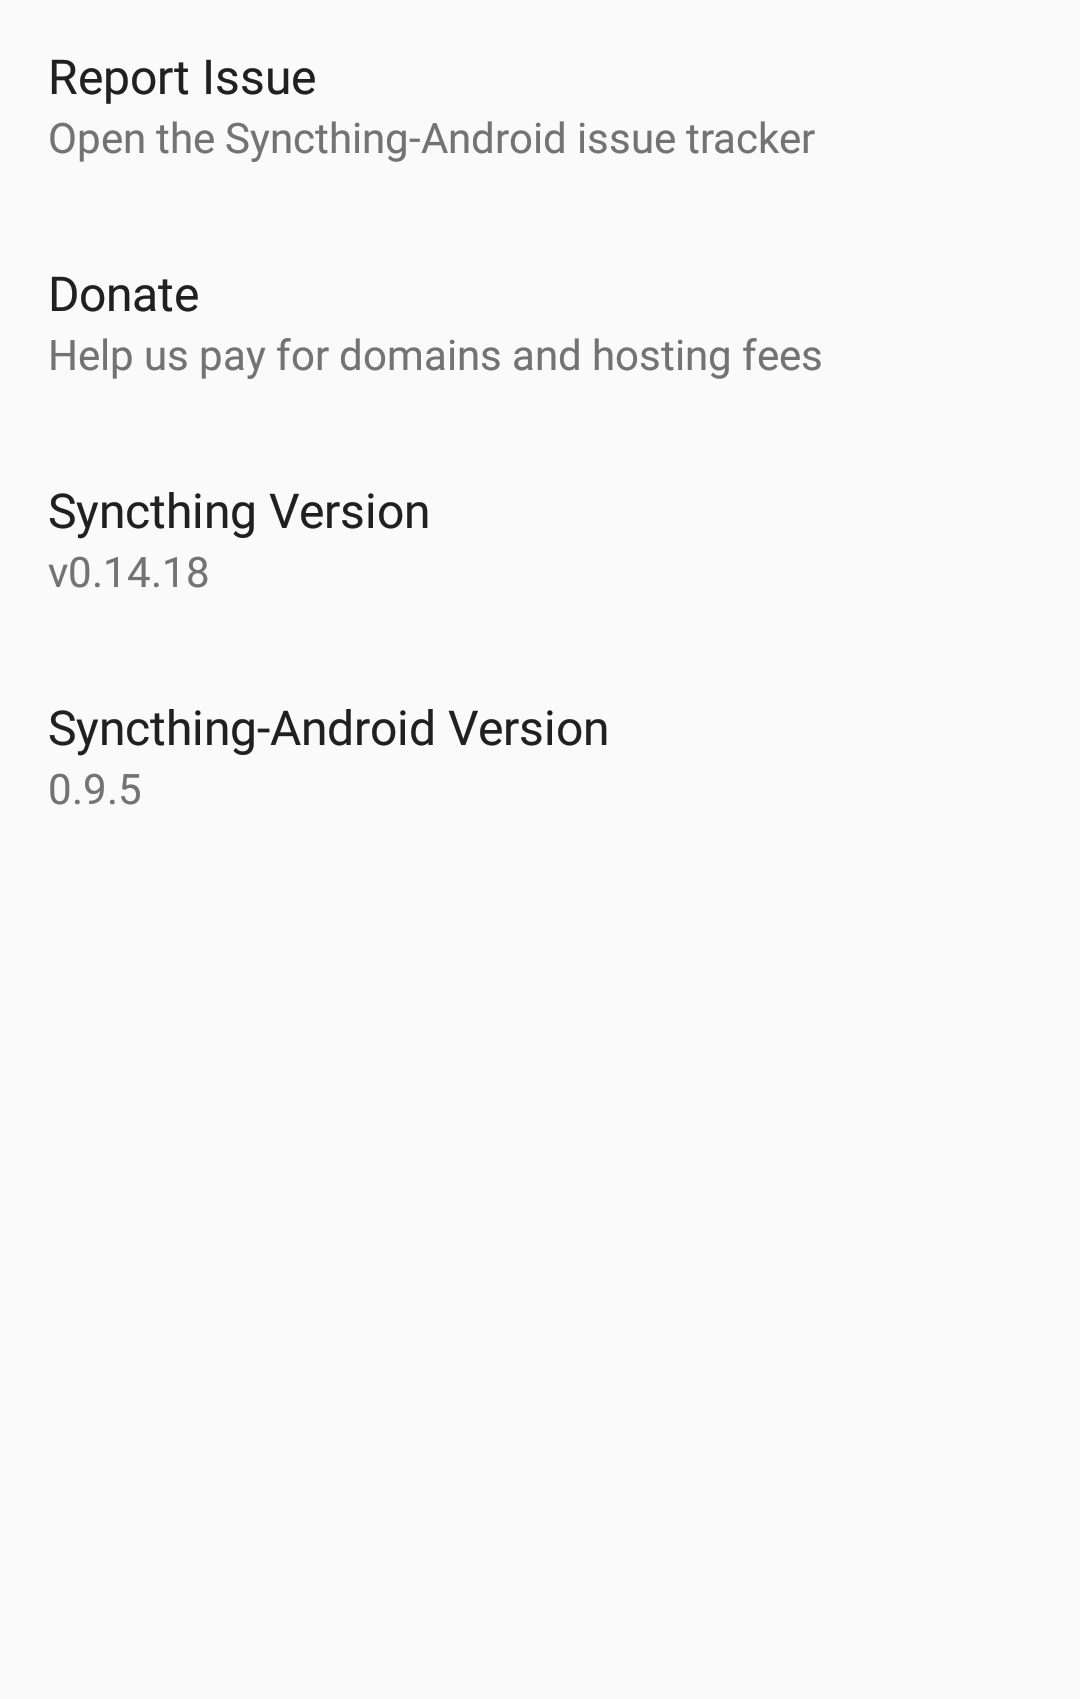 Report Issue
Open the Syncthing-Android issue tracker
Donate
Help us pay for domains and hosting fees
Syncthing Version
v0.14.18
Syncthing-Android Version
0.9.5